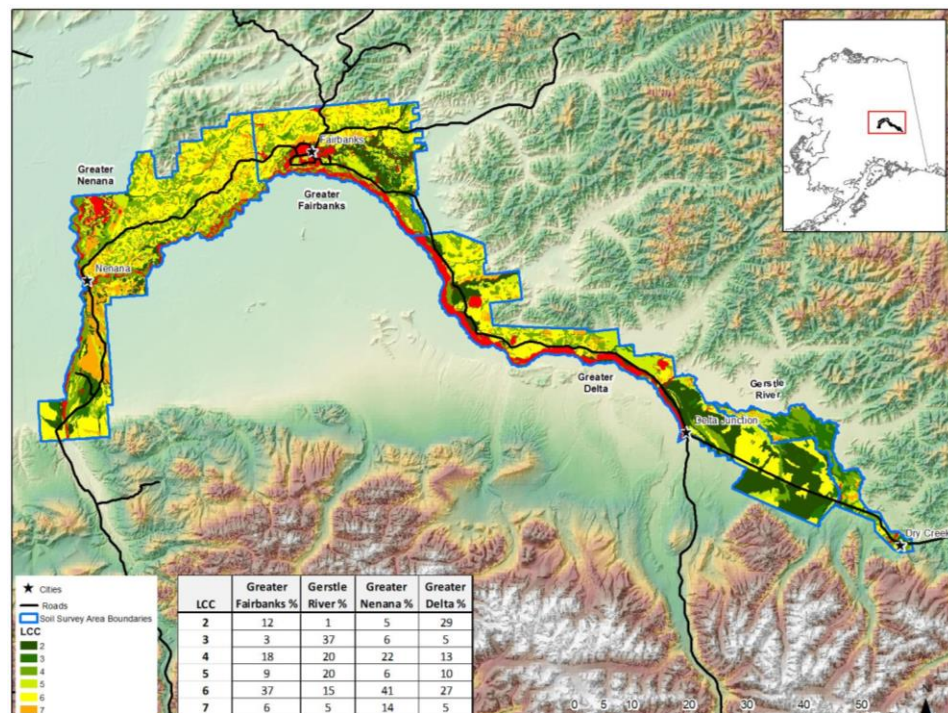 Fairbanks
Greater
Nenana
Greater
Fairbanks
Nenana
Greater
Delta
Gerstle
River
Delta Junction
Dry Creek
Cities
Roads
Soil Survey Area Boundaries
LCC
2
3
4
5
6
7
LCC Greater Fairbanks % Gerstle River % Greater Nenana % Greater Delta %
2 12 1 5 29
3 3 37 6 5
4 18 20 22 13
5 9 20 6 10
6 37 15 41 27
7 6 5 14 5
0 5 10 20 30 40 50